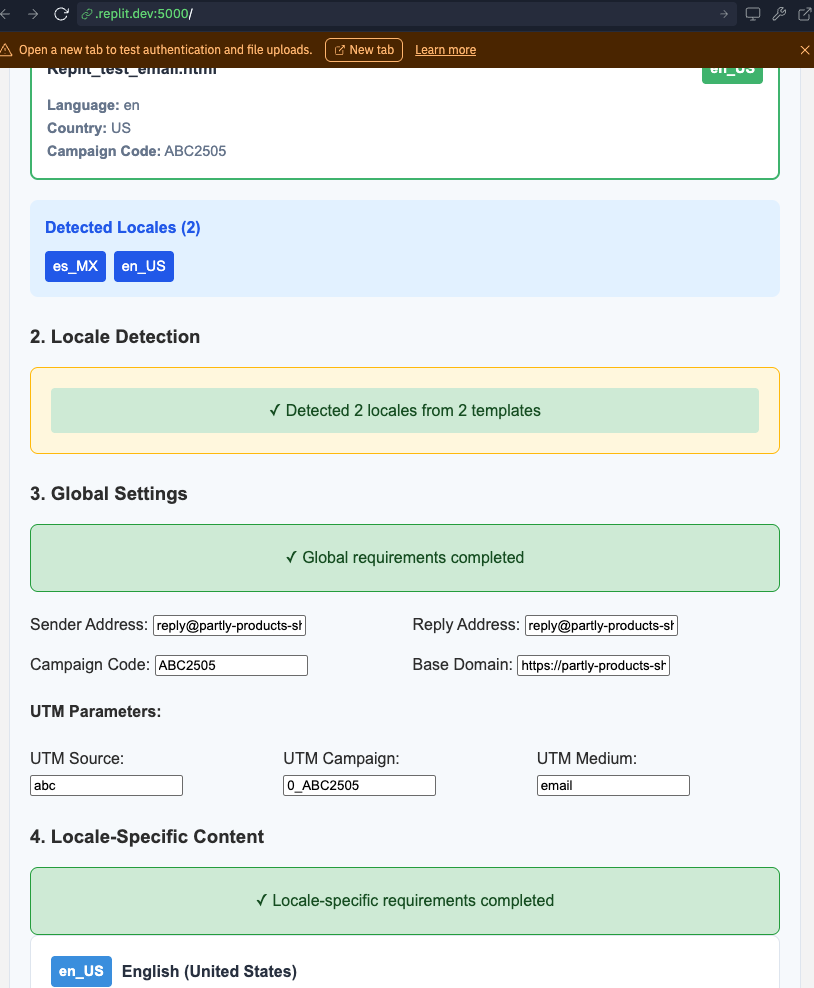 .replit.dev:5000/
Open a new tab to test authentication and file uploads. New tab Learn more
Replit_test_email.html en_US
Language: en
Country: US
Campaign Code: ABC2505
Detected Locales (2)
es_MX en_US
2. Locale Detection
✓ Detected 2 locales from 2 templates
3. Global Settings
✓ Global requirements completed
Sender Address: reply@partly-products-sh Reply Address: reply@partly-products-sh
Campaign Code: ABC2505 Base Domain: https://partly-products-sh
UTM Parameters:
UTM Source: UTM Campaign: UTM Medium:
abc 0_ABC2505 email
4. Locale-Specific Content
✓ Locale-specific requirements completed
en_US English (United States)